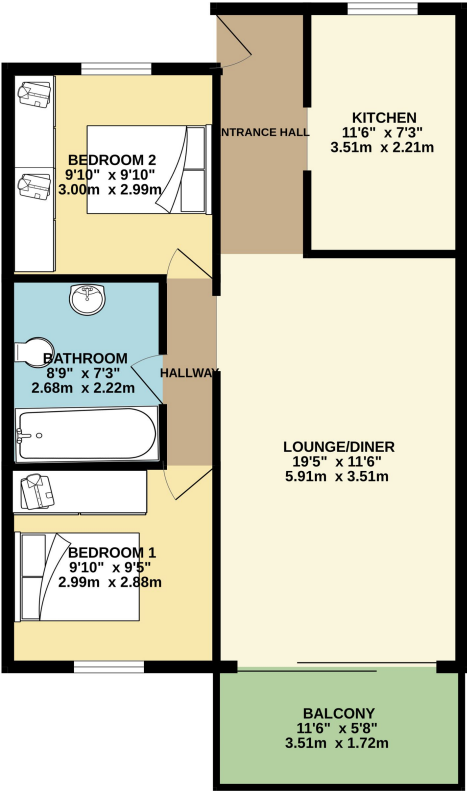 KITCHEN
11'6" x 7'3"
3.51m x 2.21m
NTRANCE HALL
BEDROOM 2
9'10" x 9'10"
3.00m x 2.99m
BATHROOM
8'9" x 7'3"
2.68m x 2.22m
HALLWAY
LOUNGE/DINER
19'5" x 11'6"
5.91m x 3.51m
BEDROOM 1
9'10" x 9'5"
2.99m x 2.88m
BALCONY
11'6" x 5'8"
3.51m x 1.72m